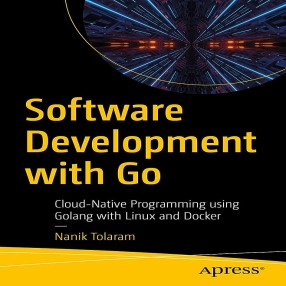 Software
Development
with Go
Cloud-Native Programming using
Golang with Linux and Docker
—
Nanik Tolaram
Apress®